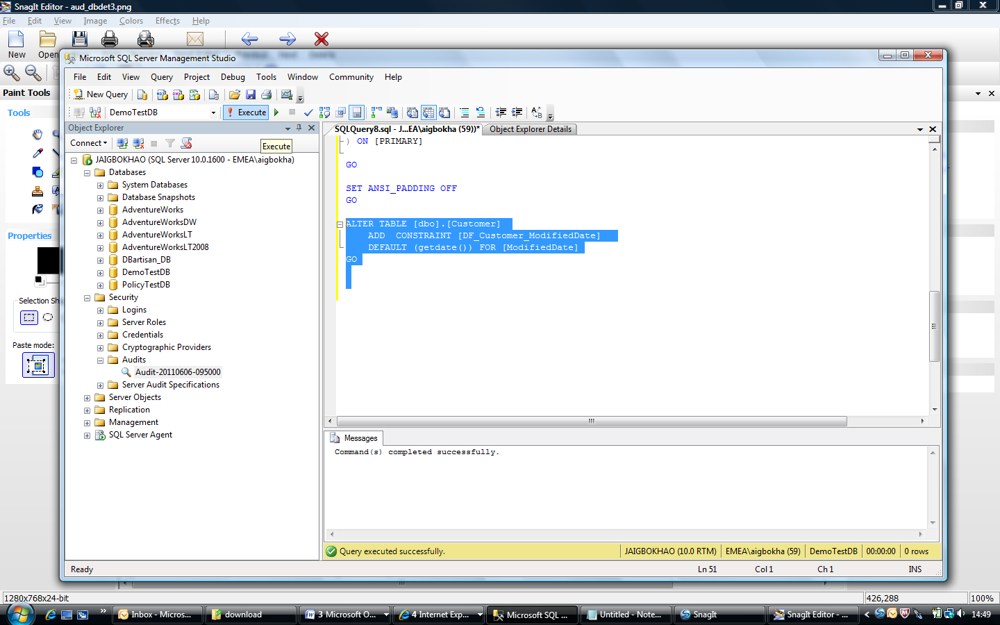 SnagIt Editor - aud_dbdet3.png
File Edit View Image Colors Effects Help
New Open
Microsoft SQL Server Management Studio
File Edit View Query Project Debug Tools Window Community Help
New Query
Paint Tools
DemoTestDB Execute
Tools
Object Explorer
SQLQuery8.sql - J...EA\aigbokha (59))* Object Explorer Details
Connect
Execute
JAIGBOKHAO (SQL Server 10.0.1600 - EMEA\aigbokha)
Databases
System Databases
Database Snapshots
AdventureWorks
AdventureWorksDW
AdventureWorksLT
AdventureWorksLT2008
DBartisan_DB
DemoTestDB
PolicyTestDB
Security
Logins
Server Roles
Credentials
Cryptographic Providers
Audits
Audit-20110606-095000
Server Audit Specifications
Server Objects
Replication
Management
SQL Server Agent
Properties
Selection Sh
Paste mode:
) ON [PRIMARY]
GO
SET ANSI_PADDING OFF
GO
ALTER TABLE [dbo].[Customer]
ADD  CONSTRAINT [DF_Customer_ModifiedDate]
DEFAULT (getdate()) FOR [ModifiedDate]
GO
Messages
Command(s) completed successfully.
Query executed successfully. JAIGBOKHAO (10.0 RTM) EMEA\aigbokha (59) DemoTestDB 00:00:00 0 rows
Ready Ln 51 Col 1 Ch 1 INS
1280x768x24-bit 426,288 100%
Inbox - Micros... download 3 Microsoft O... 4 Internet Exp... Microsoft SQL ... Untitled - Note... SnagIt SnagIt Editor - ... 14:49